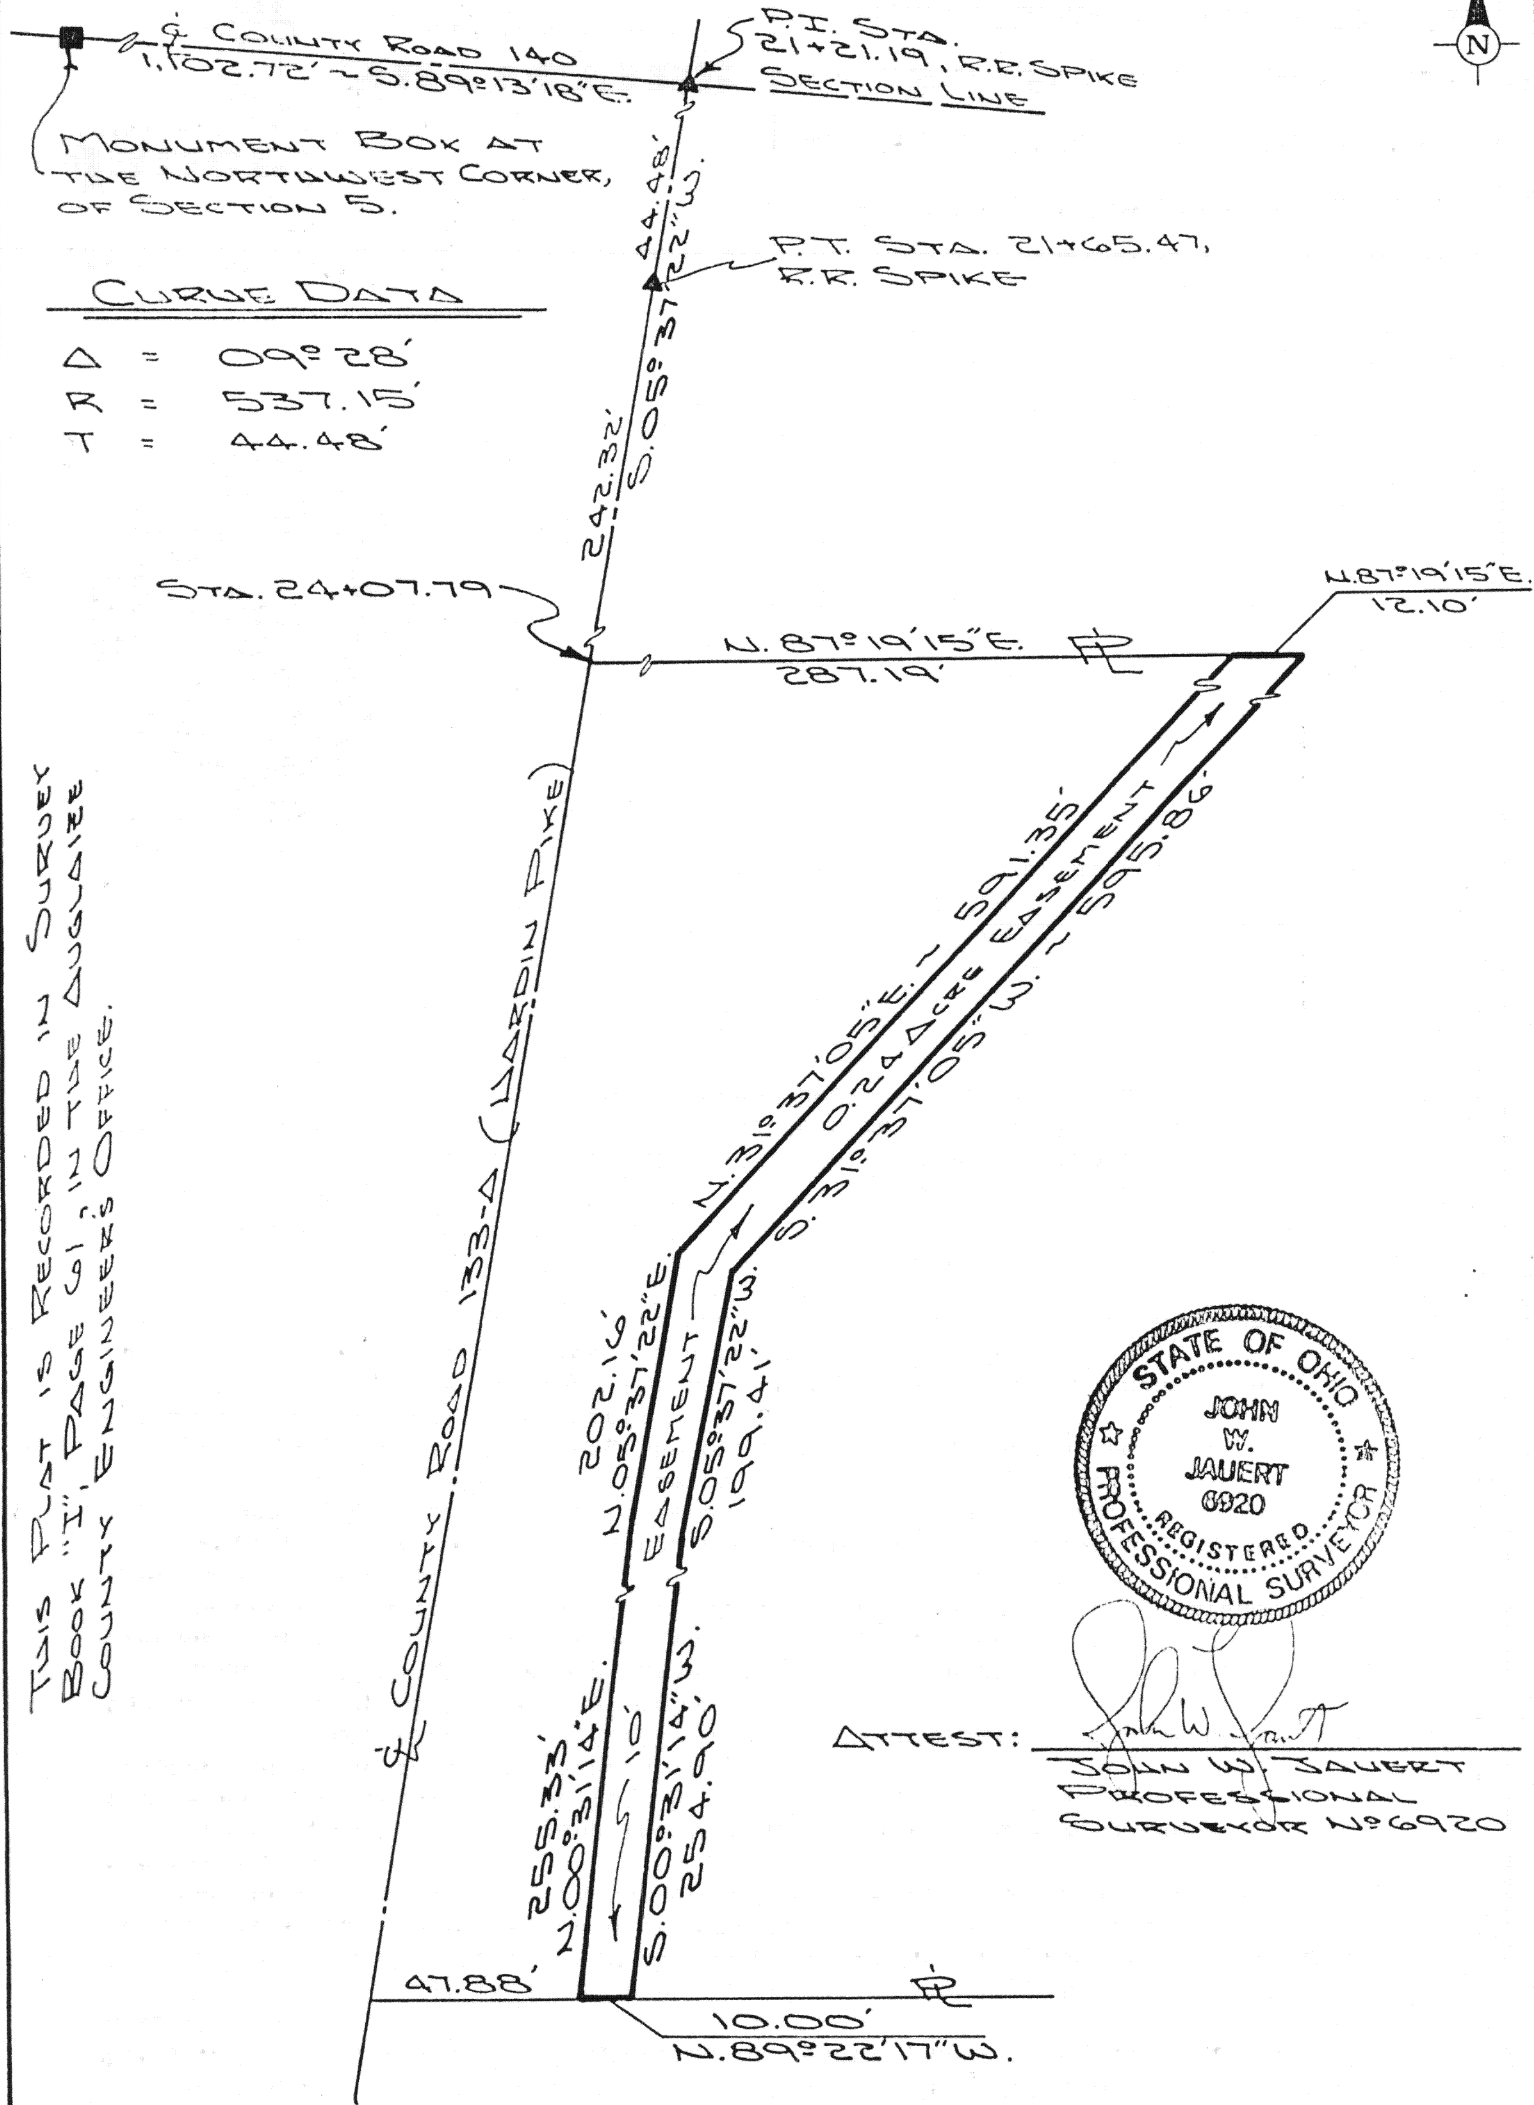 ℄ COUNTY ROAD 140
1,102.72' ~ S.89°13'18"E.
P.I. STA.
21+21.19, R.R. SPIKE
SECTION LINE
N
MONUMENT BOX AT
THE NORTHWEST CORNER,
OF SECTION 5.
44.48'
S.05°37'22"W.
P.T. STA. 21+65.47,
R.R. SPIKE
CURVE DATA
Δ = 09°28'
R = 537.15'
T = 44.48'
242.32'
STA. 24+07.79
N. 87°19'15"E.
287.19'
PL
N.87°19'15"E.
12.10'
THIS PLAT IS RECORDED IN SURVEY
BOOK "I", PAGE 61, IN THE AUGLAIZE
COUNTY ENGINEERS OFFICE.
℄ COUNTY ROAD 133-A (HARDIN PIKE)
N.31°37'05"E. ~ 591.35'
0.24 ACRE EASEMENT
S.31°37'05"W. ~ 595.86'
202.16'
N.05°37'22"E.
EASEMENT
S.05°37'22"W.
199.41'
255.33'
N.00°31'14"E.
10'
S.00°31'14"W.
254.90'
47.88'
PL
10.00'
N.89°22'17"W.
STATE OF OHIO
JOHN
W.
JAUERT
6920
REGISTERED
PROFESSIONAL SURVEYOR
ATTEST: John W. Jauert
JOHN W. JAUERT
PROFESSIONAL
SURVEYOR Nº 6920